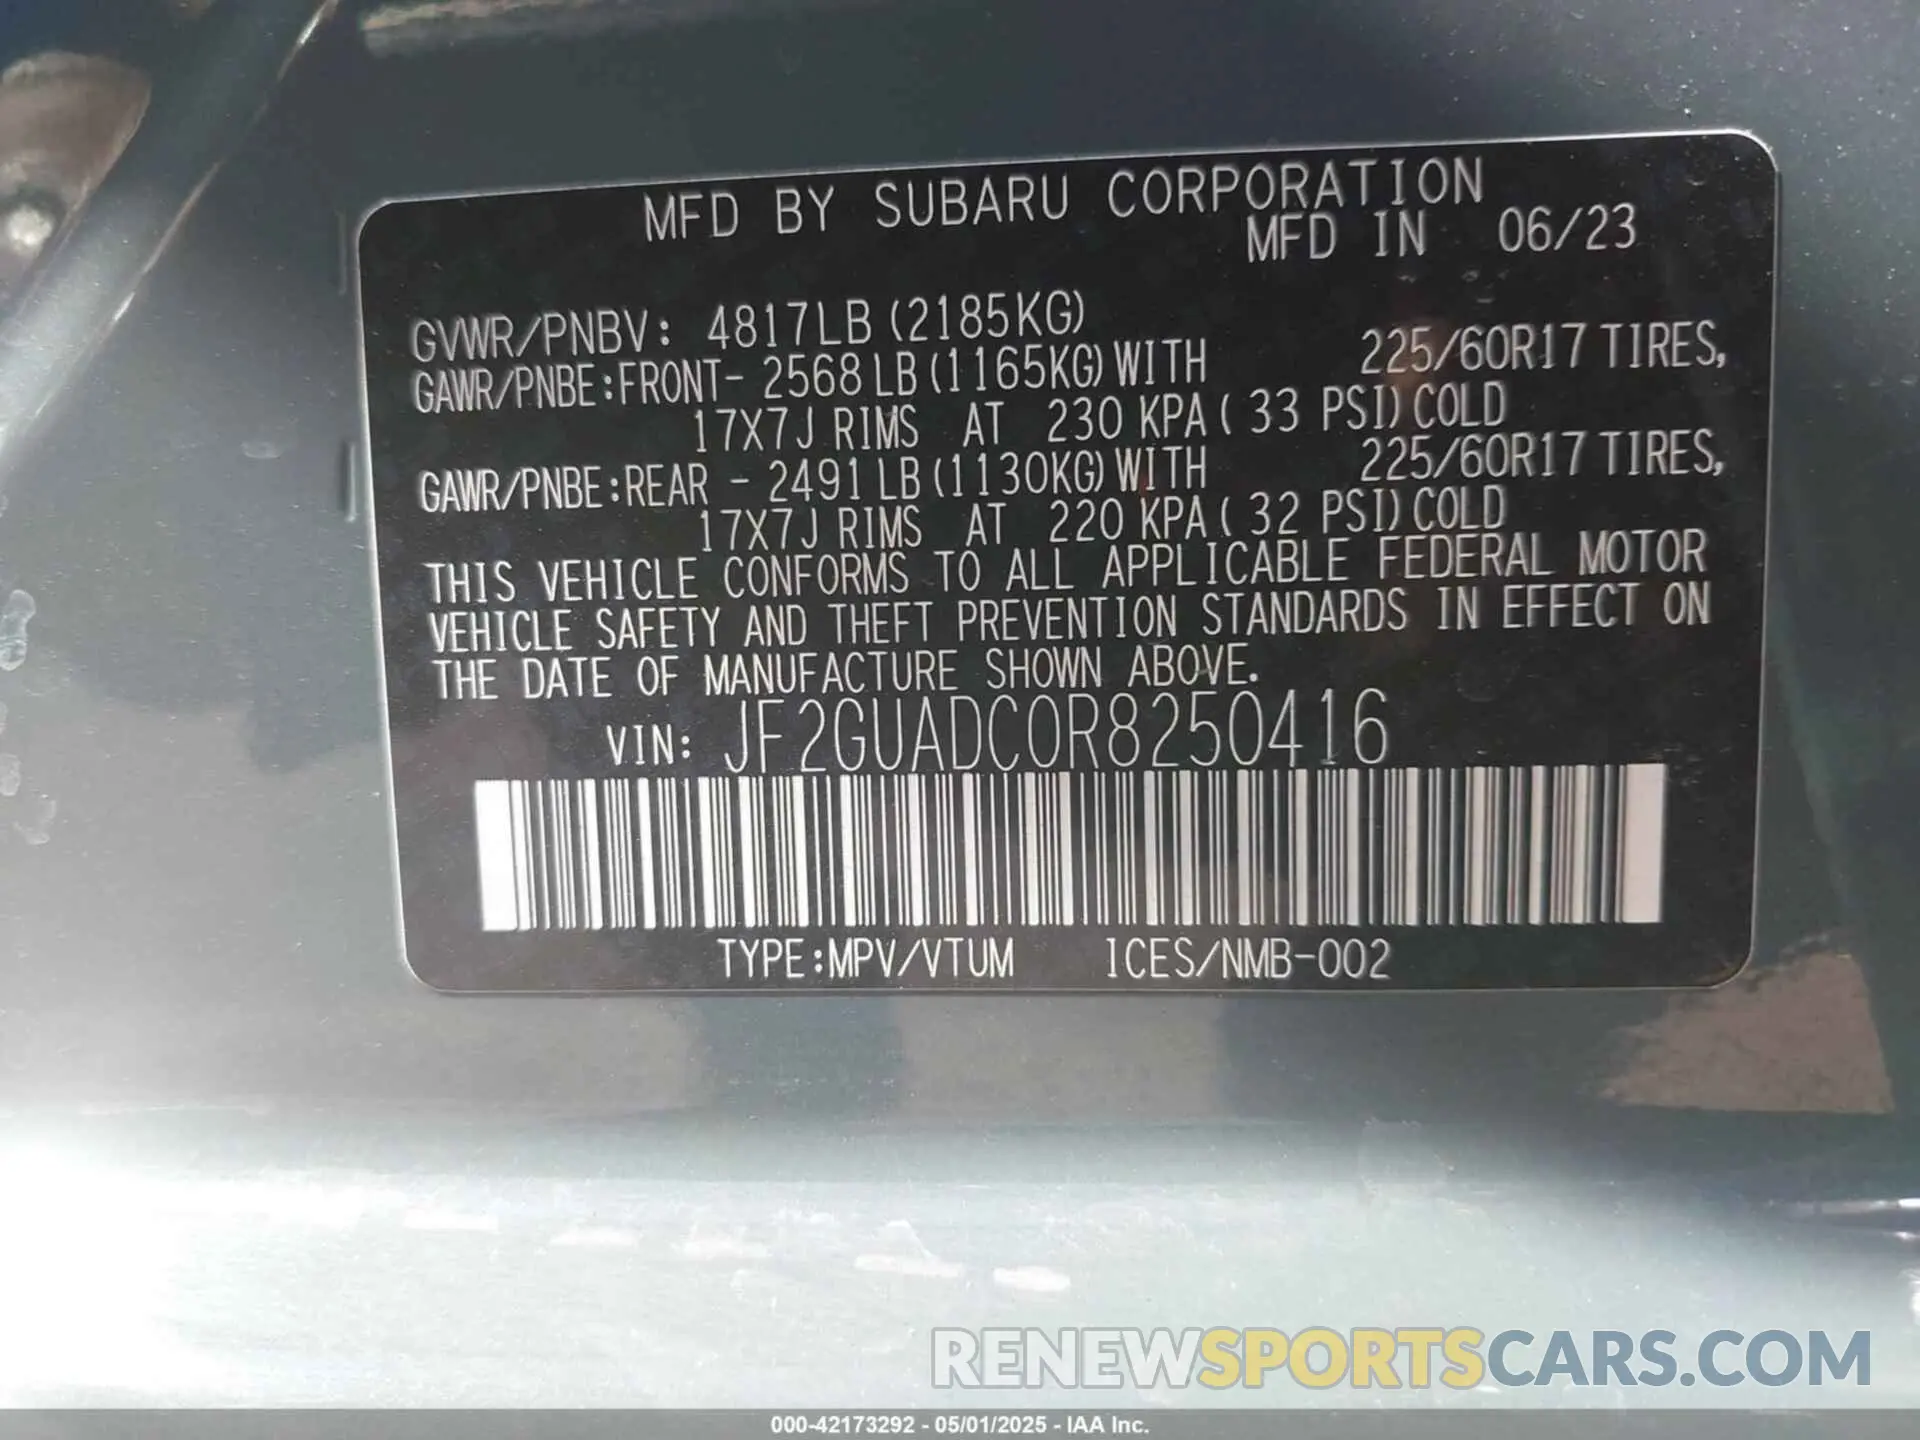 MFD BY SUBARU CORPORATION
MFD IN 06/23
GVWR/PNBV: 4817LB (2185KG)
GAWR/PNBE:FRONT- 2568LB (1165KG) WITH 225/60R17 TIRES,
17X7J RIMS AT 230 KPA ( 33 PSI) COLD
GAWR/PNBE:REAR - 2491LB (1130KG) WITH 225/60R17 TIRES,
17X7J RIMS AT 220 KPA ( 32 PSI) COLD
THIS VEHICLE CONFORMS TO ALL APPLICABLE FEDERAL MOTOR
VEHICLE SAFETY AND THEFT PREVENTION STANDARDS IN EFFECT ON
THE DATE OF MANUFACTURE SHOWN ABOVE.
VIN: JF2GUADC0R8250416
TYPE:MPV/VTUM ICES/NMB-002
RENEWSPORTSCARS.COM
000-42173292 - 05/01/2025 - IAA Inc.